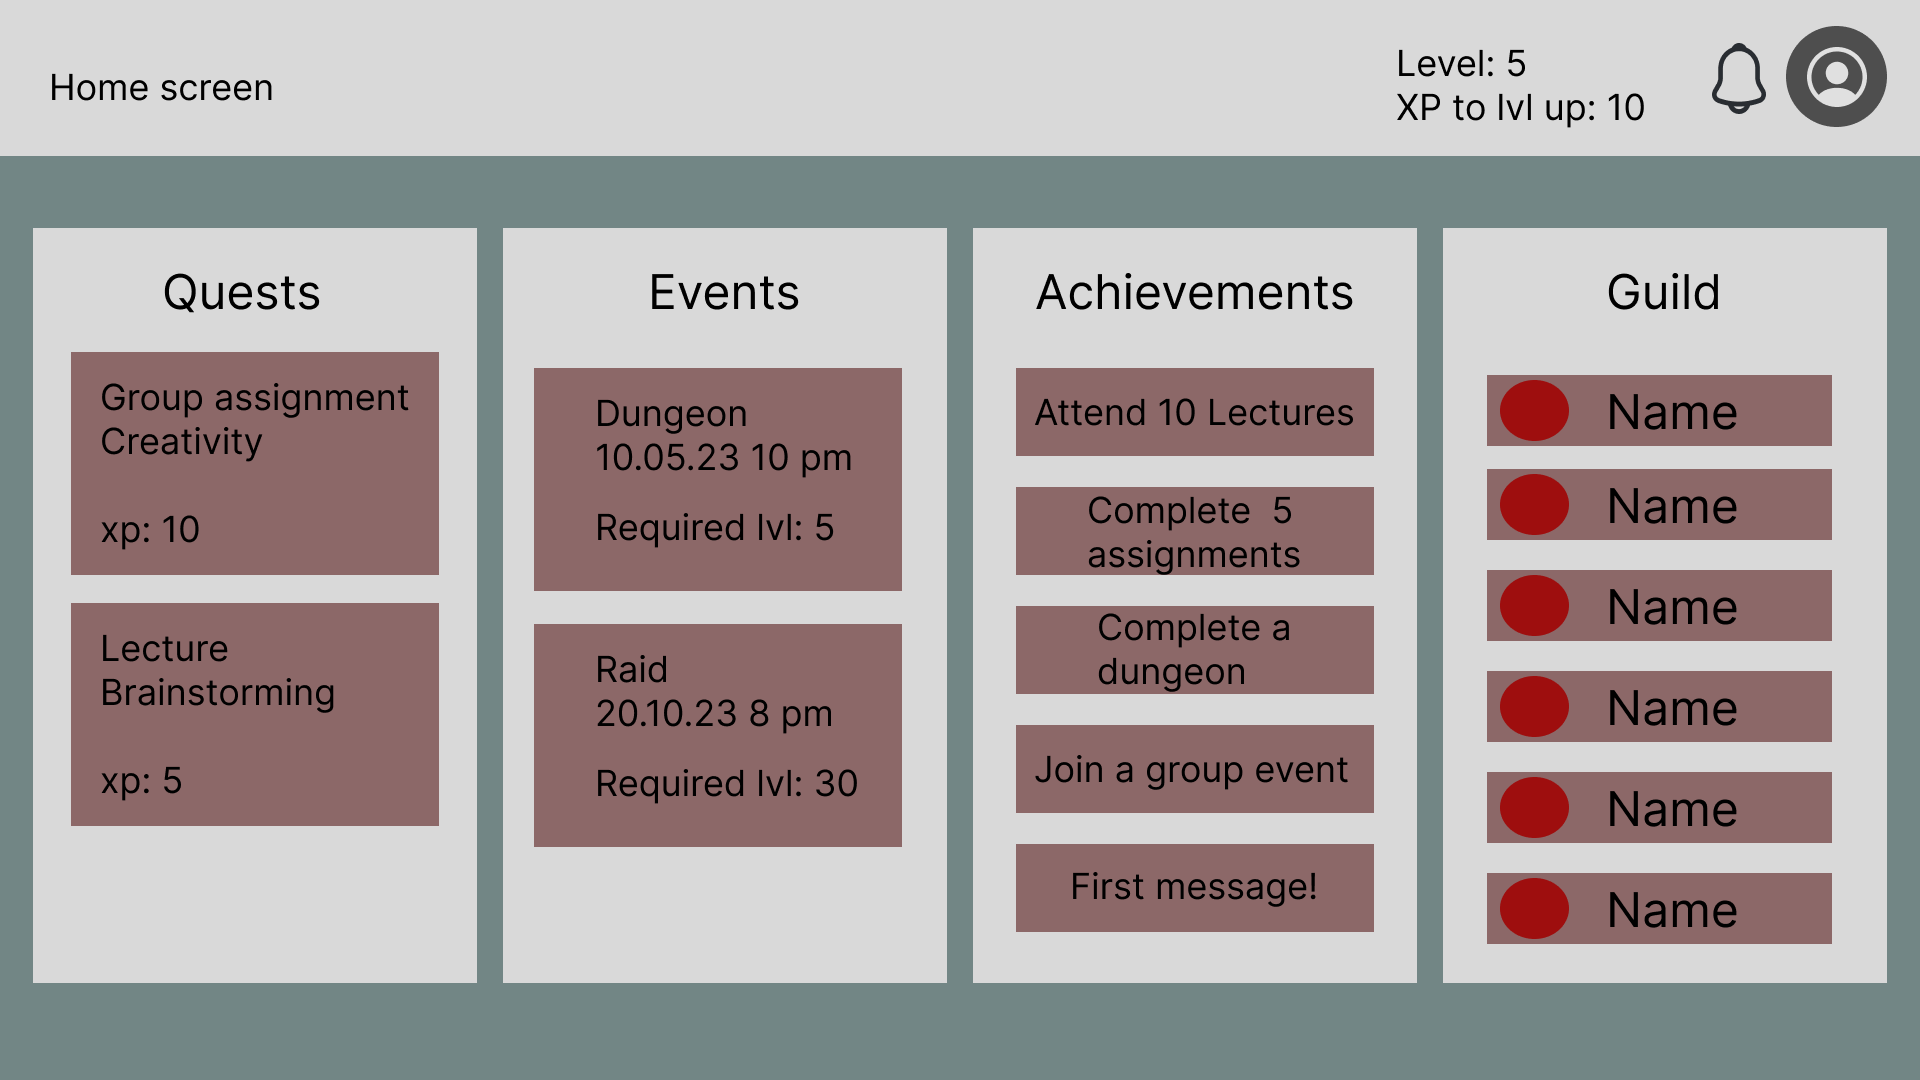 Home screen
Level: 5
XP to lvl up: 10
Quests
Group assignment
Creativity
xp: 10
Lecture
Brainstorming
xp: 5
Events
Dungeon
10.05.23 10 pm
Required lvl: 5
Raid
20.10.23 8 pm
Required lvl: 30
Achievements
Attend 10 Lectures
Complete  5
assignments
Complete a
dungeon
Join a group event
First message!
Guild
Name
Name
Name
Name
Name
Name